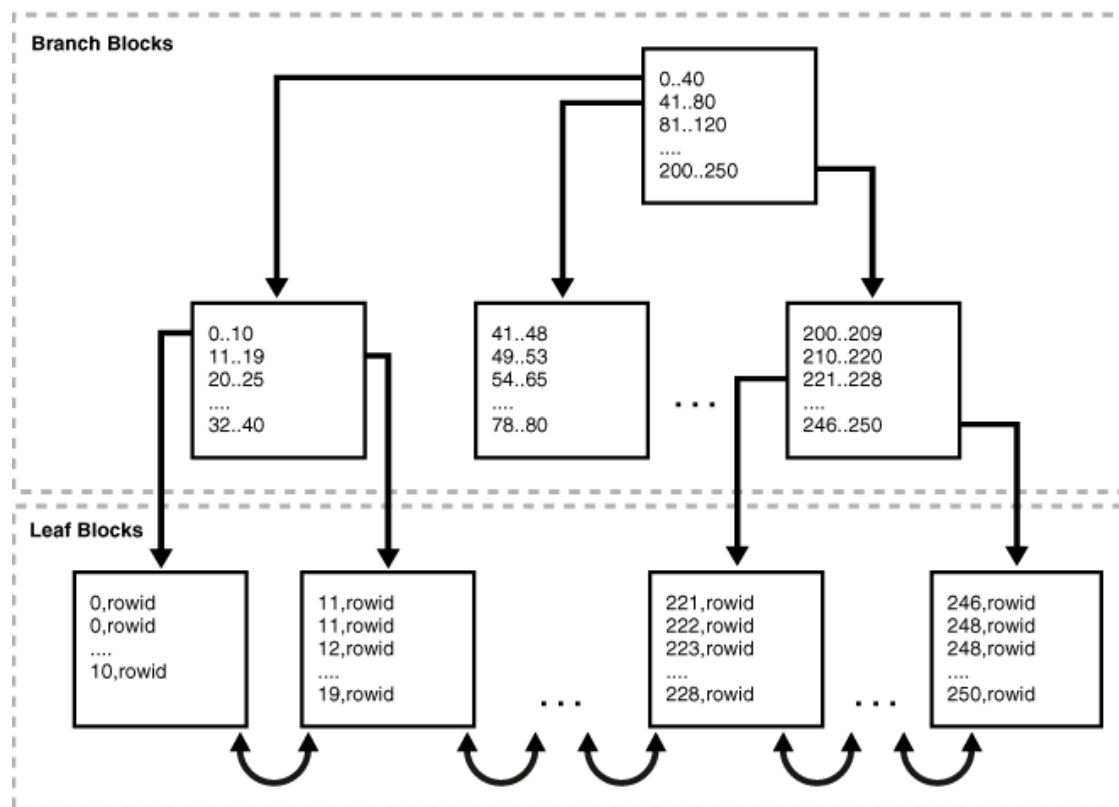 Branch Blocks
0..40
41..80
81..120
....
200..250
0..10
11..19
20..25
....
32..40
41..48
49..53
54..65
....
78..80
...
200..209
210..220
221..228
....
246..250
Leaf Blocks
0,rowid
0,rowid
....
10,rowid
11,rowid
11,rowid
12,rowid
....
19,rowid
...
221,rowid
222,rowid
223,rowid
....
228,rowid
...
246,rowid
248,rowid
248,rowid
....
250,rowid